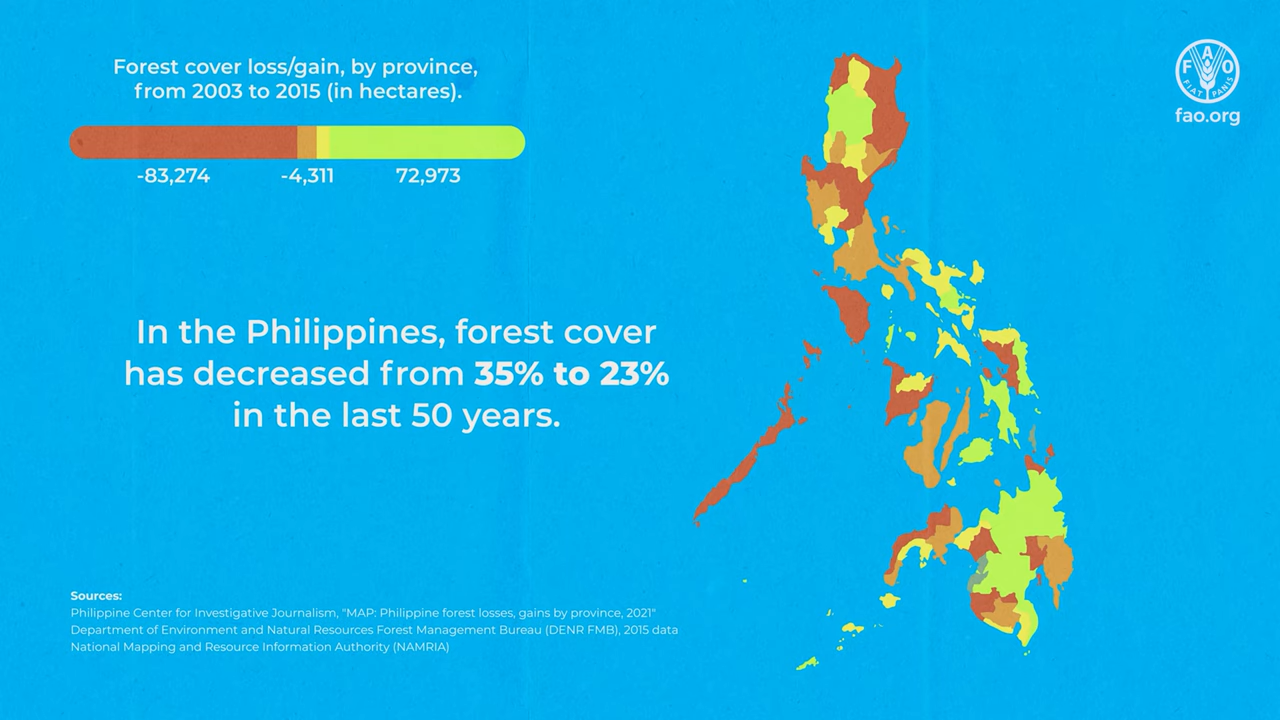 Forest cover loss/gain, by province,
from 2003 to 2015 (in hectares).
-83,274 -4,311 72,973
In the Philippines, forest cover
has decreased from 35% to 23%
in the last 50 years.
Sources:
Philippine Center for Investigative Journalism, "MAP: Philippine forest losses, gains by province, 2021"
Department of Environment and Natural Resources Forest Management Bureau (DENR FMB), 2015 data
National Mapping and Resource Information Authority (NAMRIA)
F A O
FIAT PANIS
fao.org